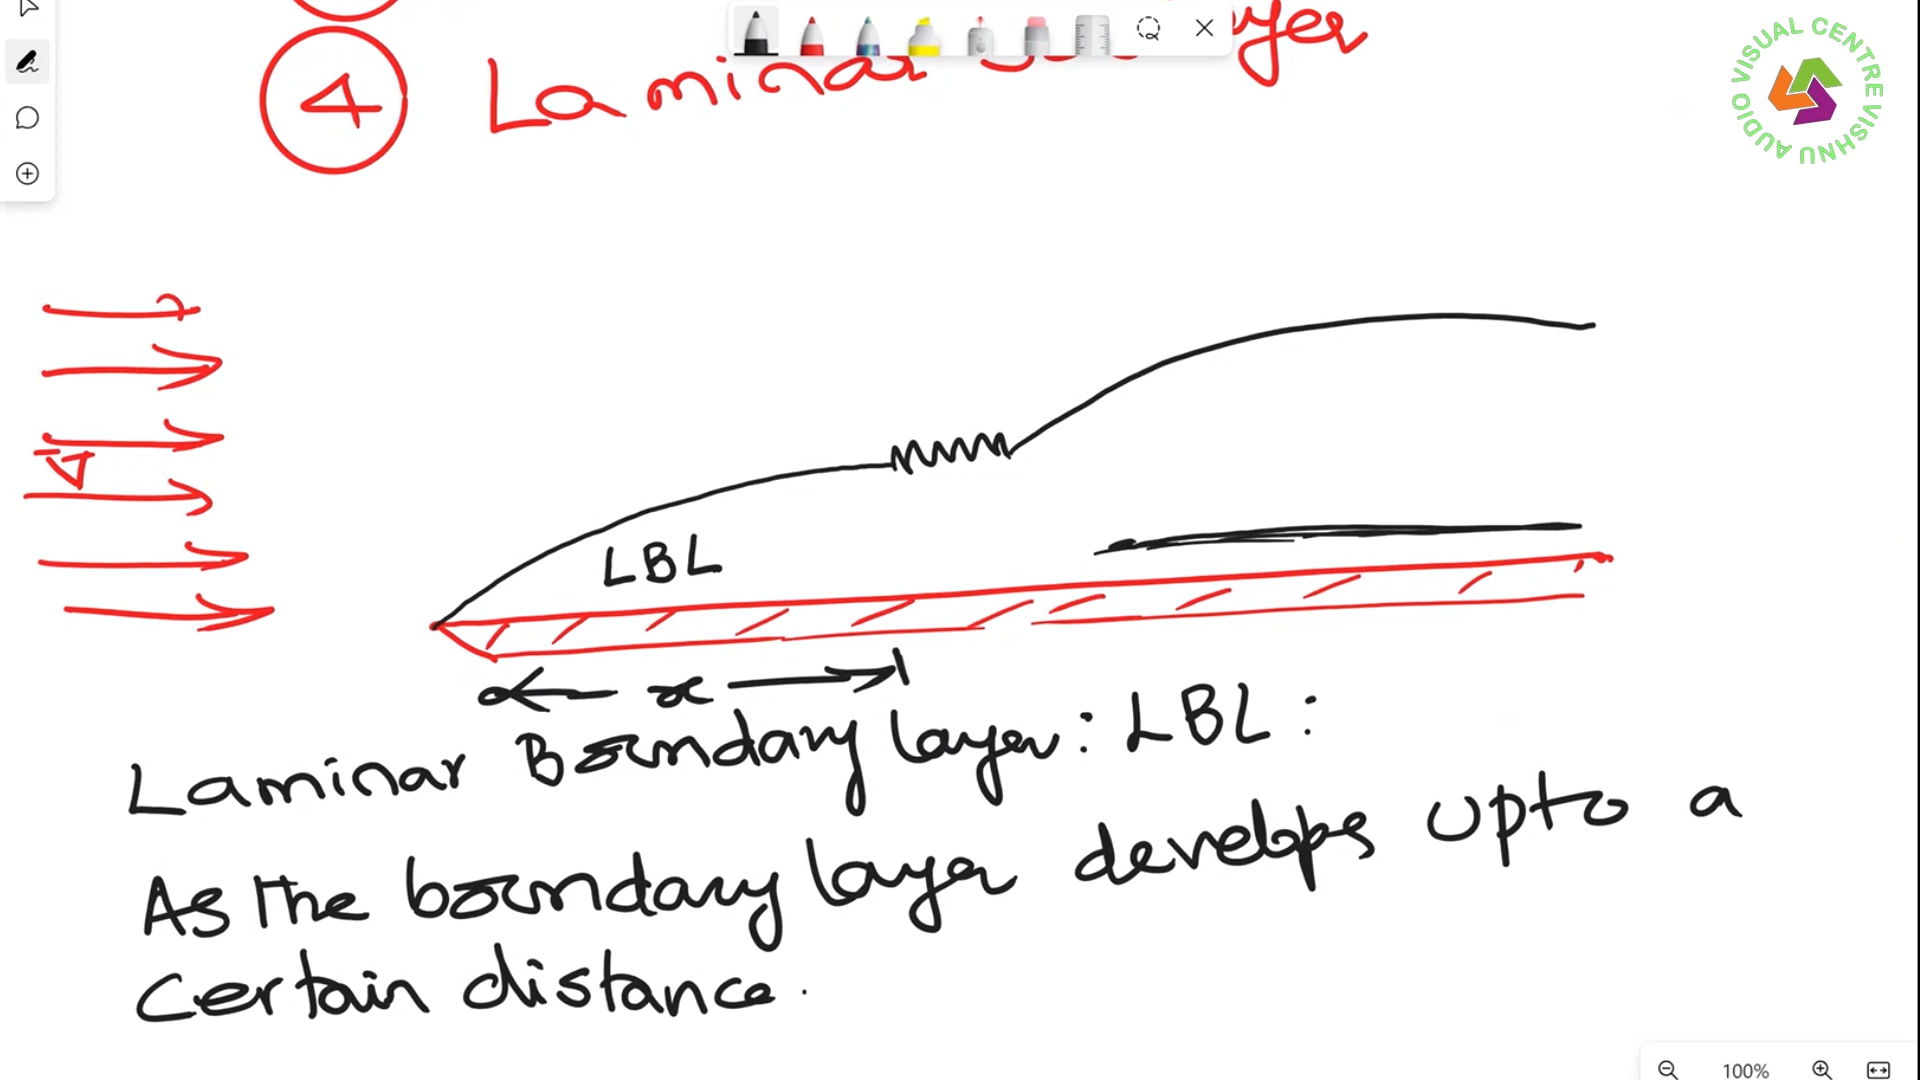 4 Laminar
VISHNU AUDIO VISUAL CENTRE
V
LBL
x
Laminar Boundary layer: LBL:
As the boundary layer develops upto a
certain distance.
100%